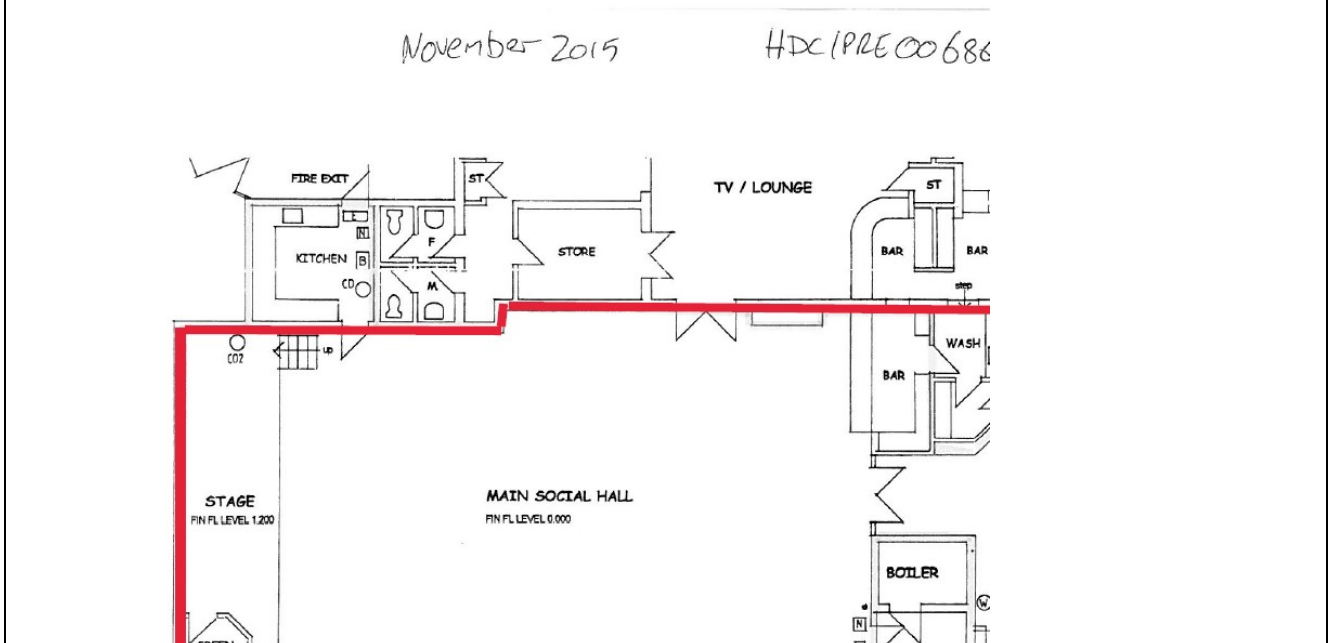 November 2015 HDC/PRE00686
FIRE EXIT
ST
TV / LOUNGE
ST
F
N
KITCHEN
B
STORE
BAR
BAR
M
CD
step
CO2
up
WASH
BAR
STAGE
FIN FL LEVEL 1.200
MAIN SOCIAL HALL
FIN FL LEVEL 0.000
BOILER
W
N